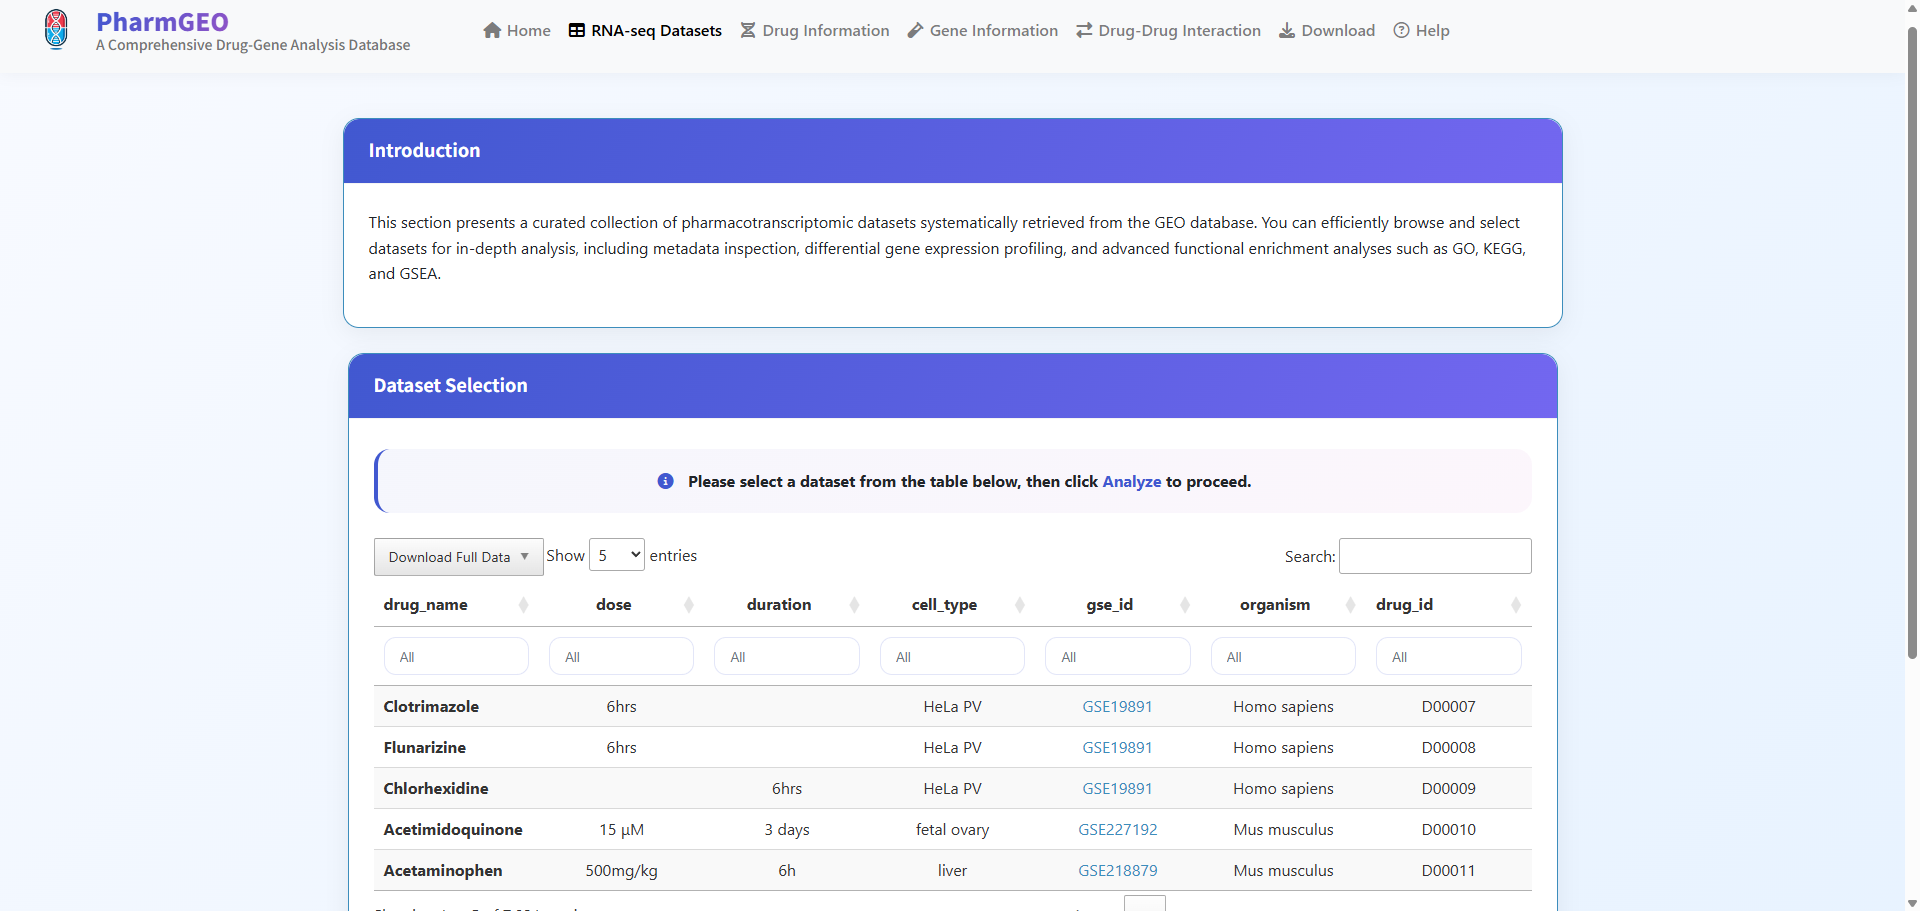 PharmGEO
A Comprehensive Drug-Gene Analysis Database
Home RNA-seq Datasets Drug Information Gene Information Drug-Drug Interaction Download Help
Introduction
This section presents a curated collection of pharmacotranscriptomic datasets systematically retrieved from the GEO database. You can efficiently browse and select
datasets for in-depth analysis, including metadata inspection, differential gene expression profiling, and advanced functional enrichment analyses such as GO, KEGG,
and GSEA.
Dataset Selection
Please select a dataset from the table below, then click Analyze to proceed.
Download Full Data ▼ Show 5 entries Search:
drug_name dose duration cell_type gse_id organism drug_id
All All All All All All All
Clotrimazole 6hrs HeLa PV GSE19891 Homo sapiens D00007
Flunarizine 6hrs HeLa PV GSE19891 Homo sapiens D00008
Chlorhexidine 6hrs HeLa PV GSE19891 Homo sapiens D00009
Acetimidoquinone 15 µM 3 days fetal ovary GSE227192 Mus musculus D00010
Acetaminophen 500mg/kg 6h liver GSE218879 Mus musculus D00011